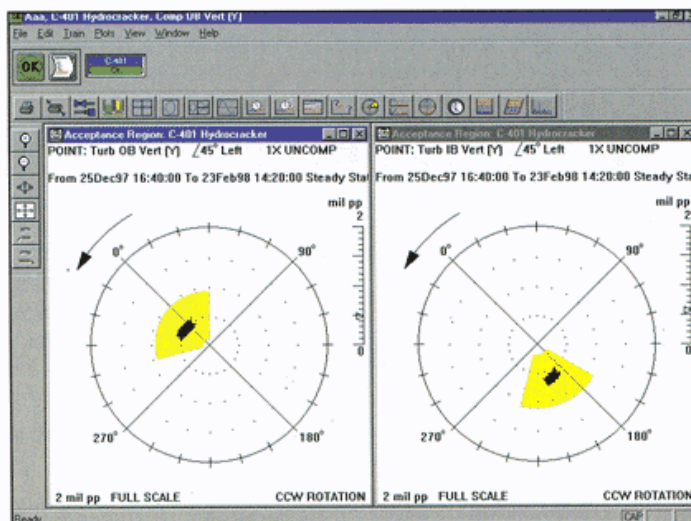 Aaa, C-401 Hydrocracker, Comp OB Vert (Y)
File Edit Train Plots View Window Help
OK
C-401
Acceptance Region: C-401 Hydrocracker
POINT: Turb OB Vert (Y) ∠45° Left 1X UNCOMP
From 25Dec97 16:40:00 To 23Feb98 14:20:00 Steady Stat
mil pp
2
0° 90°
0
270° 180°
2 mil pp FULL SCALE CCW ROTATION
Acceptance Region: C-401 Hydrocracker
POINT: Turb IB Vert (Y) ∠45° Left 1X UNCOMP
From 25Dec97 16:40:00 To 23Feb98 14:20:00 Steady Stat
mil pp
2
0° 90°
0
270° 180°
2 mil pp FULL SCALE CCW ROTATION
Ready
CAP